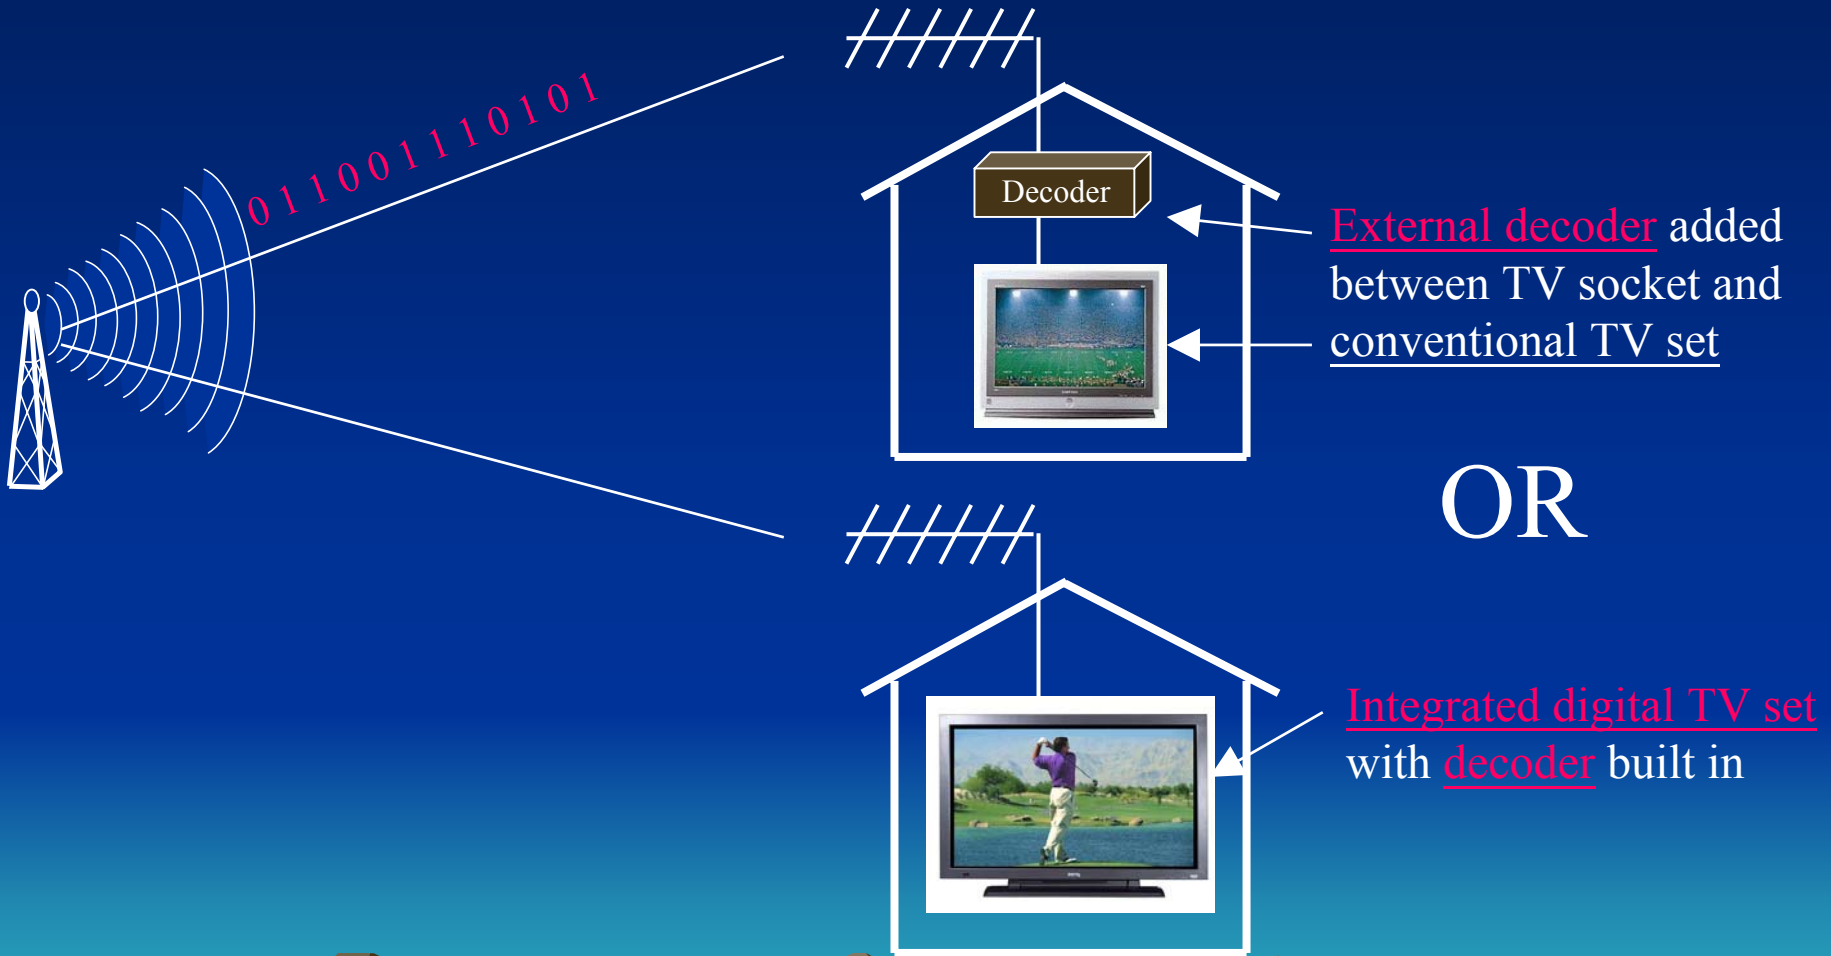 0 1 1 0 0 1 1 1 0 1 0 1
Decoder
External decoder added
between TV socket and
conventional TV set
OR
Integrated digital TV set
with decoder built in